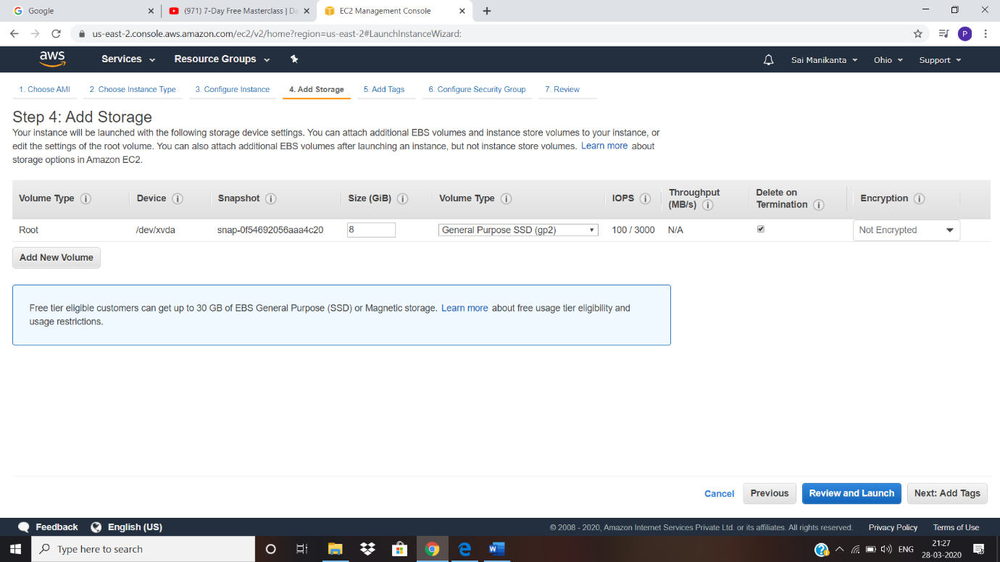 Google
(971) 7-Day Free Masterclass | Da
EC2 Management Console
us-east-2.console.aws.amazon.com/ec2/v2/home?region=us-east-2#LaunchInstanceWizard:
P
aws
Services
Resource Groups
Sai Manikanta
Ohio
Support
1. Choose AMI
2. Choose Instance Type
3. Configure Instance
4. Add Storage
5. Add Tags
6. Configure Security Group
7. Review
Step 4: Add Storage
Your instance will be launched with the following storage device settings. You can attach additional EBS volumes and instance store volumes to your instance, or
edit the settings of the root volume. You can also attach additional EBS volumes after launching an instance, but not instance store volumes. Learn more about
storage options in Amazon EC2.
Volume Type
Device
Snapshot
Size (GiB)
Volume Type
IOPS
Throughput
(MB/s)
Delete on
Termination
Encryption
Root
/dev/xvda
snap-0f54692056aaa4c20
8
General Purpose SSD (gp2)
100 / 3000
N/A
Not Encrypted
Add New Volume
Free tier eligible customers can get up to 30 GB of EBS General Purpose (SSD) or Magnetic storage. Learn more about free usage tier eligibility and
usage restrictions.
Cancel
Previous
Review and Launch
Next: Add Tags
Feedback
English (US)
© 2008 - 2020, Amazon Internet Services Private Ltd. or its affiliates. All rights reserved.
Privacy Policy
Terms of Use
Type here to search
ENG
21:27
28-03-2020